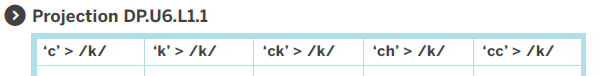 Projection DP.U6.L1.1
‘c’ > /k/ ‘k’ > /k/ ‘ck’ > /k/ ‘ch’ > /k/ ‘cc’ > /k/